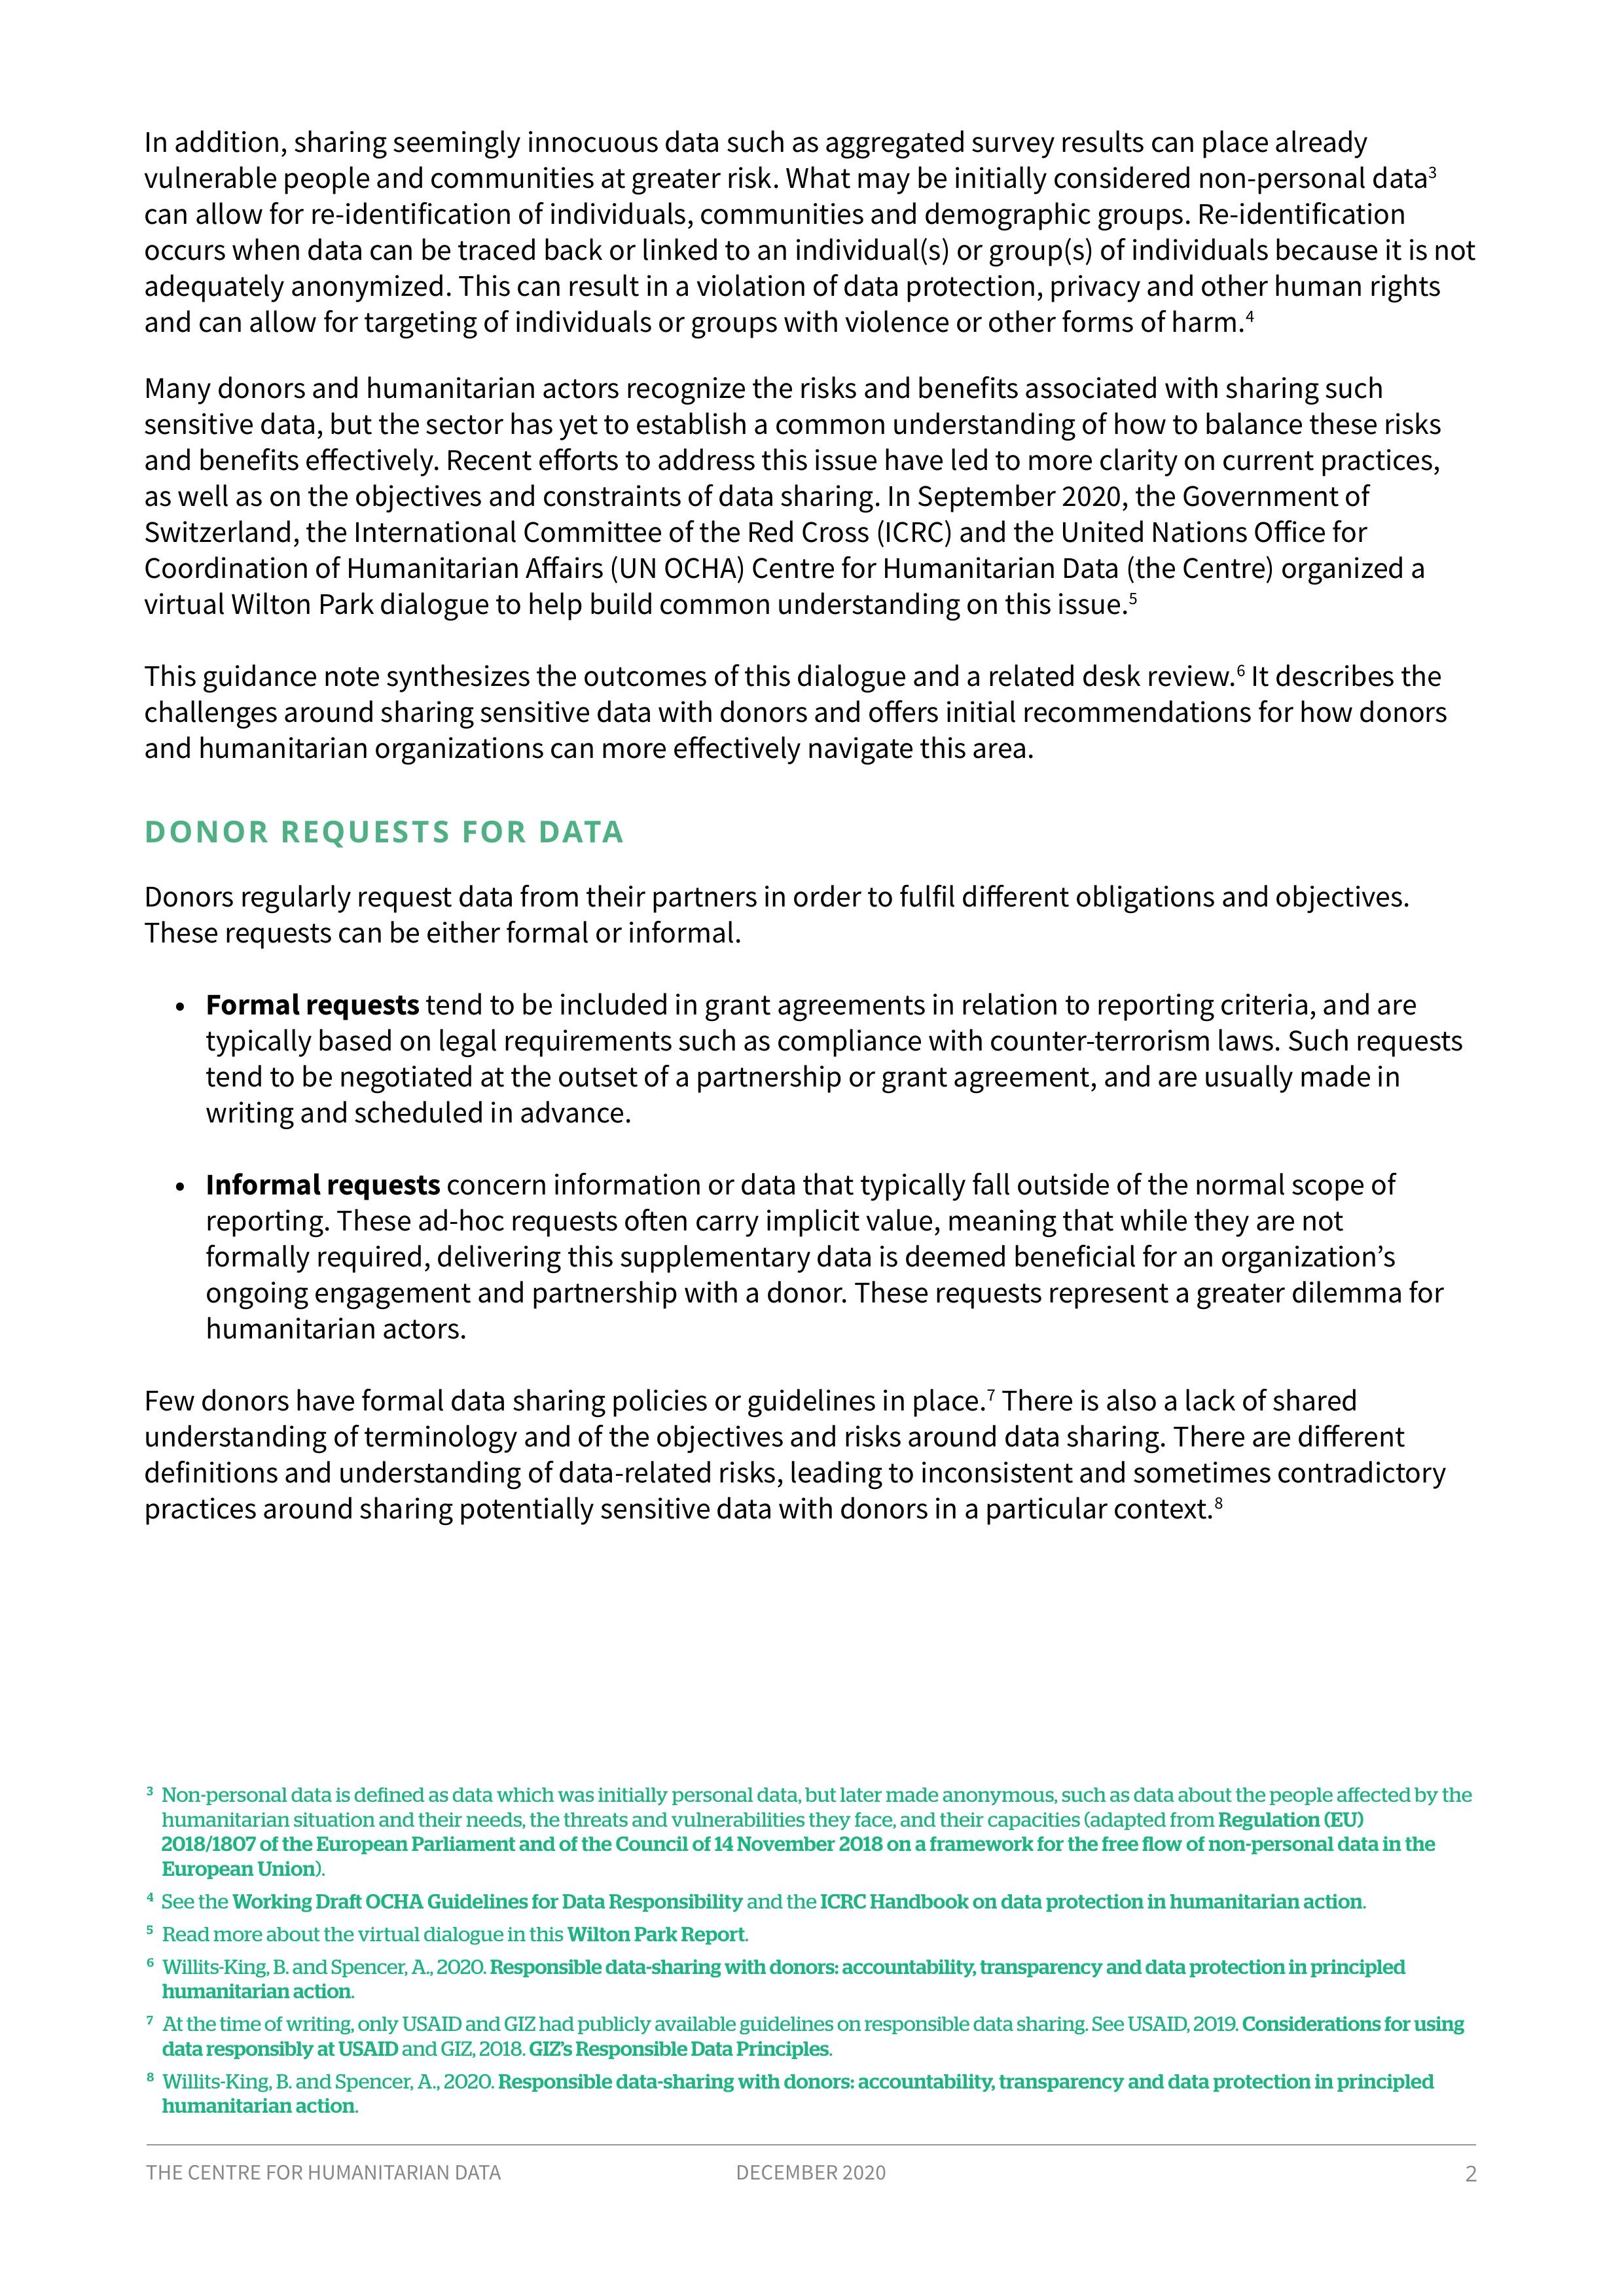 In addition, sharing seemingly innocuous data such as aggregated survey results can place already
vulnerable people and communities at greater risk. What may be initially considered non-personal data³
can allow for re-identification of individuals, communities and demographic groups. Re-identification
occurs when data can be traced back or linked to an individual(s) or group(s) of individuals because it is not
adequately anonymized. This can result in a violation of data protection, privacy and other human rights
and can allow for targeting of individuals or groups with violence or other forms of harm.⁴
Many donors and humanitarian actors recognize the risks and benefits associated with sharing such
sensitive data, but the sector has yet to establish a common understanding of how to balance these risks
and benefits effectively. Recent efforts to address this issue have led to more clarity on current practices,
as well as on the objectives and constraints of data sharing. In September 2020, the Government of
Switzerland, the International Committee of the Red Cross (ICRC) and the United Nations Office for
Coordination of Humanitarian Affairs (UN OCHA) Centre for Humanitarian Data (the Centre) organized a
virtual Wilton Park dialogue to help build common understanding on this issue.⁵
This guidance note synthesizes the outcomes of this dialogue and a related desk review.⁶ It describes the
challenges around sharing sensitive data with donors and offers initial recommendations for how donors
and humanitarian organizations can more effectively navigate this area.
DONOR REQUESTS FOR DATA
Donors regularly request data from their partners in order to fulfil different obligations and objectives.
These requests can be either formal or informal.
• Formal requests tend to be included in grant agreements in relation to reporting criteria, and are
typically based on legal requirements such as compliance with counter-terrorism laws. Such requests
tend to be negotiated at the outset of a partnership or grant agreement, and are usually made in
writing and scheduled in advance.
• Informal requests concern information or data that typically fall outside of the normal scope of
reporting. These ad-hoc requests often carry implicit value, meaning that while they are not
formally required, delivering this supplementary data is deemed beneficial for an organization’s
ongoing engagement and partnership with a donor. These requests represent a greater dilemma for
humanitarian actors.
Few donors have formal data sharing policies or guidelines in place.⁷ There is also a lack of shared
understanding of terminology and of the objectives and risks around data sharing. There are different
definitions and understanding of data-related risks, leading to inconsistent and sometimes contradictory
practices around sharing potentially sensitive data with donors in a particular context.⁸
³ Non-personal data is defined as data which was initially personal data, but later made anonymous, such as data about the people affected by the
humanitarian situation and their needs, the threats and vulnerabilities they face, and their capacities (adapted from Regulation (EU)
2018/1807 of the European Parliament and of the Council of 14 November 2018 on a framework for the free flow of non-personal data in the
European Union).
⁴ See the Working Draft OCHA Guidelines for Data Responsibility and the ICRC Handbook on data protection in humanitarian action.
⁵ Read more about the virtual dialogue in this Wilton Park Report.
⁶ Willits-King, B. and Spencer, A., 2020. Responsible data-sharing with donors: accountability, transparency and data protection in principled
humanitarian action.
⁷ At the time of writing, only USAID and GIZ had publicly available guidelines on responsible data sharing. See USAID, 2019. Considerations for using
data responsibly at USAID and GIZ, 2018. GIZ’s Responsible Data Principles.
⁸ Willits-King, B. and Spencer, A., 2020. Responsible data-sharing with donors: accountability, transparency and data protection in principled
humanitarian action.
THE CENTRE FOR HUMANITARIAN DATA DECEMBER 2020 2